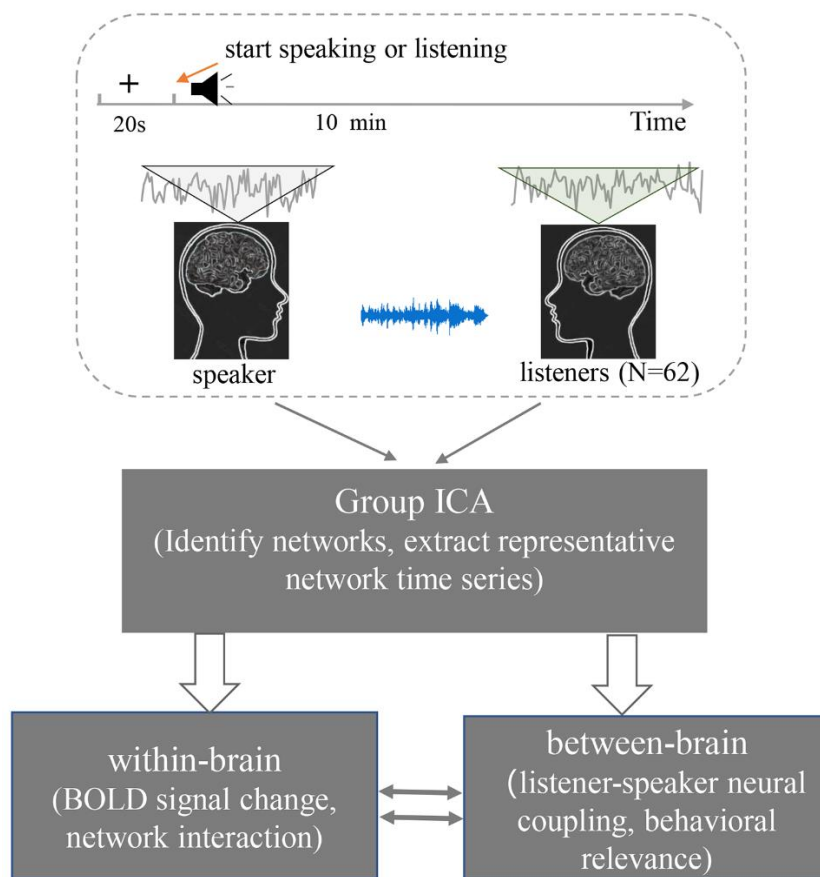 start speaking or listening
+
20s
10 min
Time
speaker
listeners (N=62)
Group ICA
(Identify networks, extract representative
network time series)
within-brain
(BOLD signal change,
network interaction)
between-brain
(listener-speaker neural
coupling, behavioral
relevance)